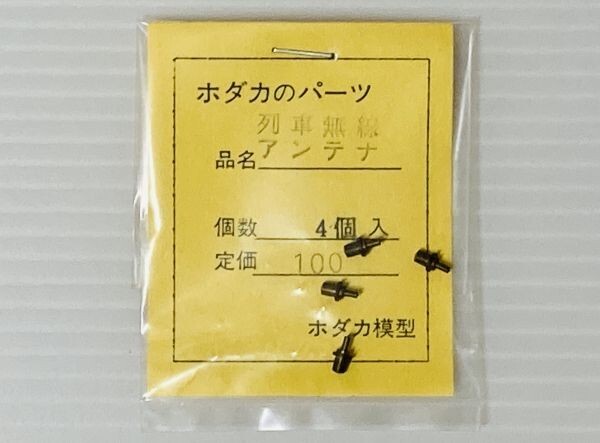 ホダカのパーツ
列車無線
品名アンテナ
個数 4個入
定価 100
ホダカ模型